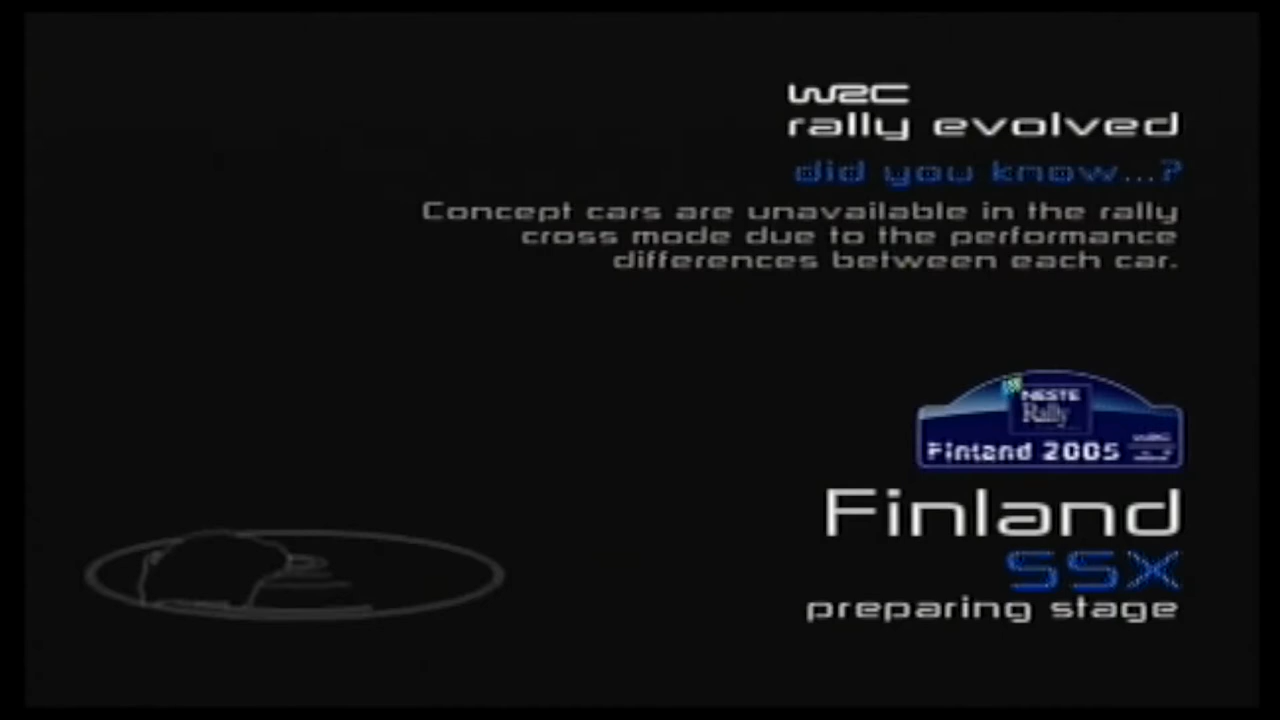 WRC
rally evolved
did you know...?
Concept cars are unavailable in the rally
cross mode due to the performance
differences between each car.
NESTE
Rally
Finland 2005
Finland
SSX
preparing stage